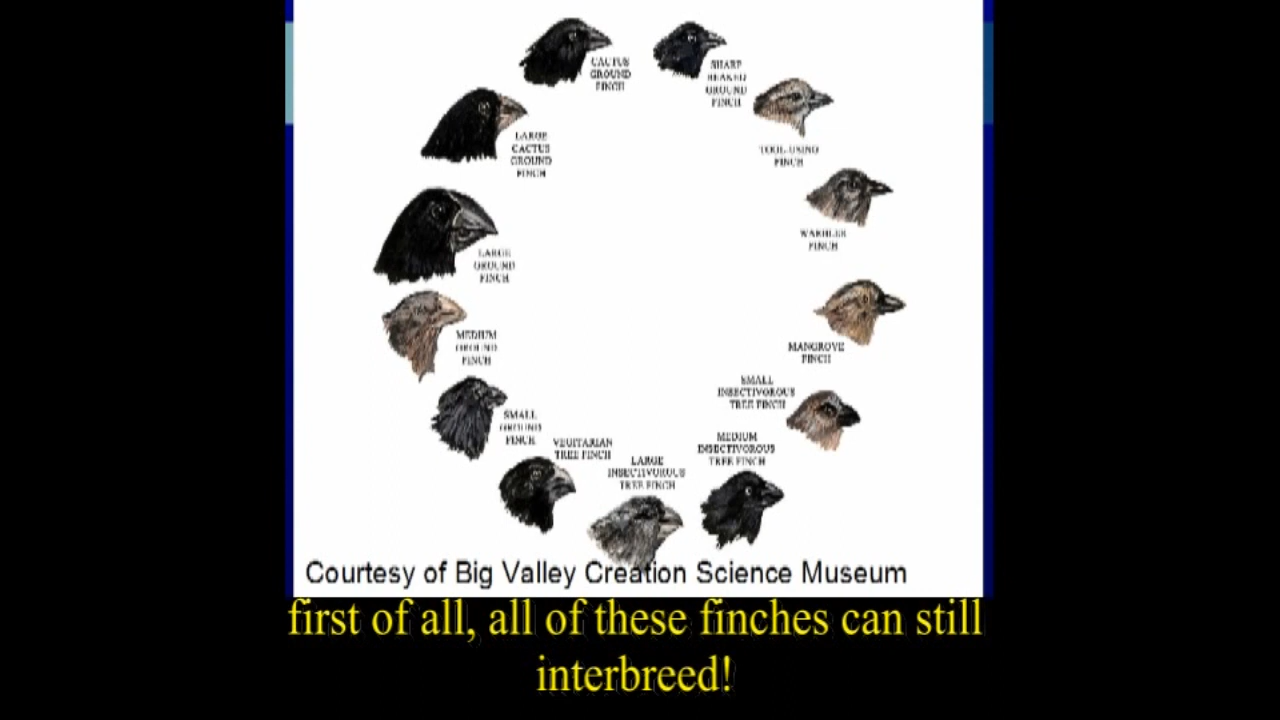 CACTUS
GROUND
FINCH
SHARP
BEAKED
GROUND
FINCH
TOOL-USING
FINCH
WARBLER
FINCH
MANGROVE
FINCH
SMALL
INSECTIVOROUS
TREE FINCH
MEDIUM
INSECTIVOROUS
TREE FINCH
LARGE
INSECTIVOROUS
TREE FINCH
VEGITARIAN
TREE FINCH
SMALL
GROUND
FINCH
MEDIUM
GROUND
FINCH
LARGE
GROUND
FINCH
LARGE
CACTUS
GROUND
FINCH
Courtesy of Big Valley Creation Science Museum
first of all, all of these finches can still
interbreed!